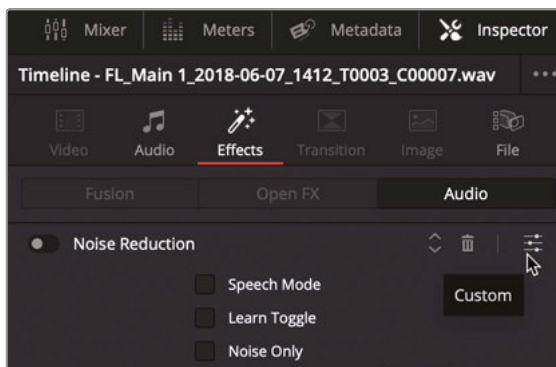 Mixer Meters Metadata Inspector
Timeline - FL_Main 1_2018-06-07_1412_T0003_C00007.wav
Video Audio Effects Transition Image File
Fusion Open FX Audio
Noise Reduction
Speech Mode
Custom
Learn Toggle
Noise Only